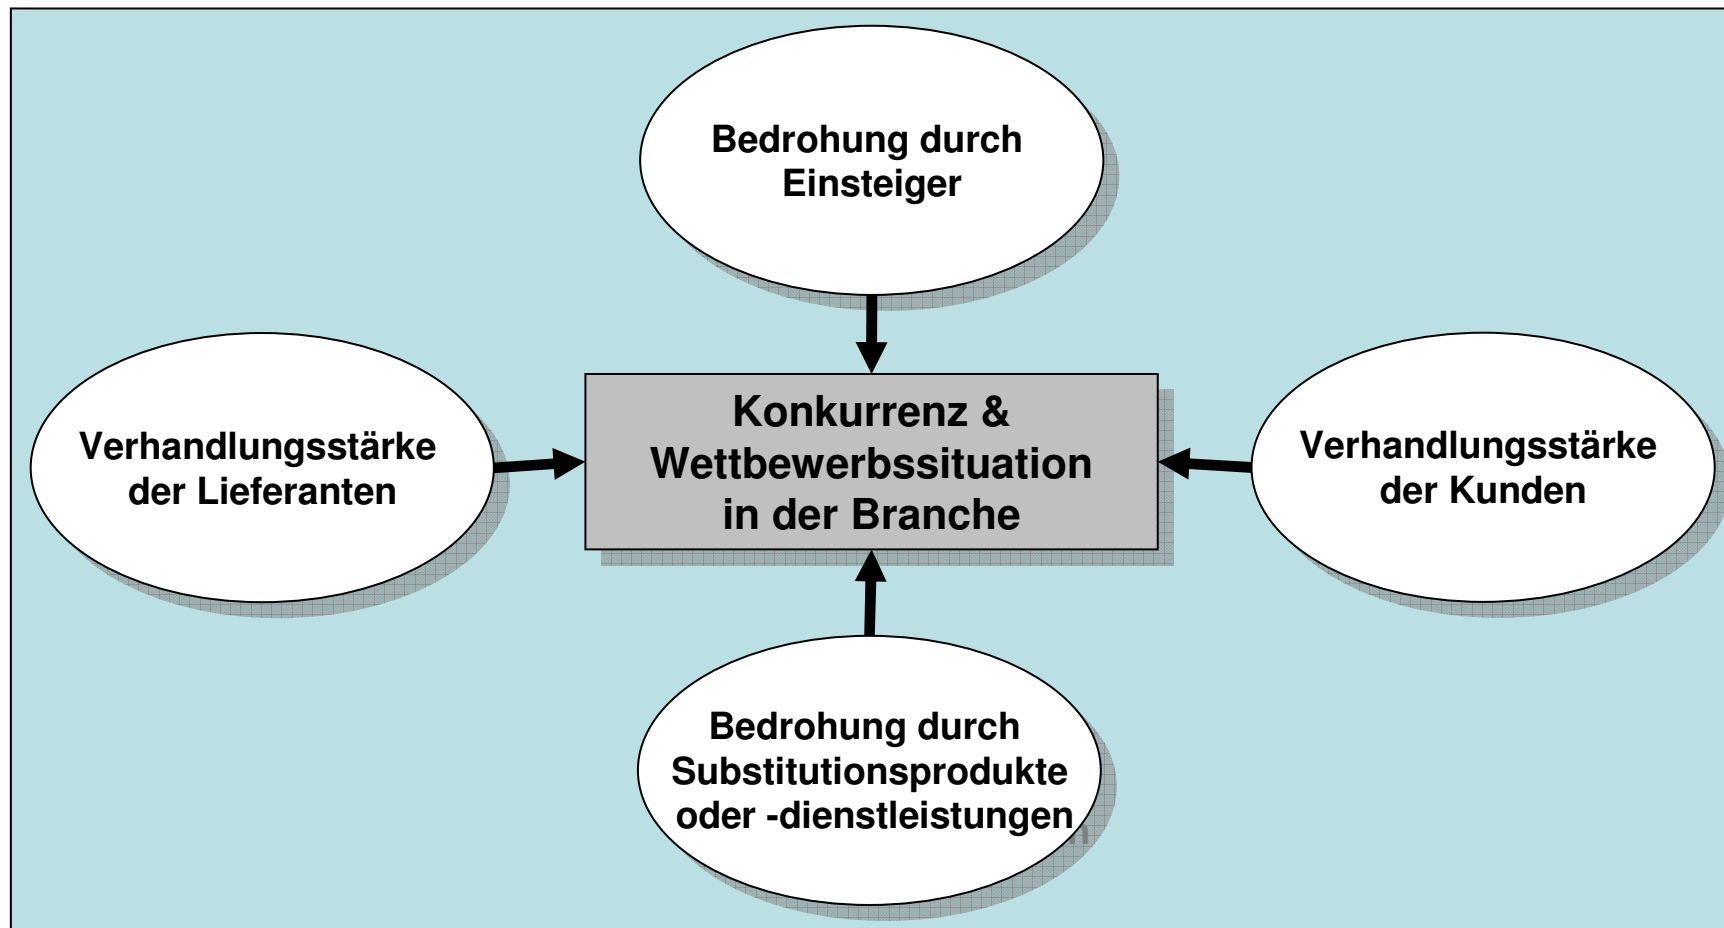 Bedrohung durch
Einsteiger
Verhandlungsstärke
der Lieferanten
Konkurrenz &
Wettbewerbssituation
in der Branche
Verhandlungsstärke
der Kunden
Bedrohung durch
Substitutionsprodukte
oder -dienstleistungen